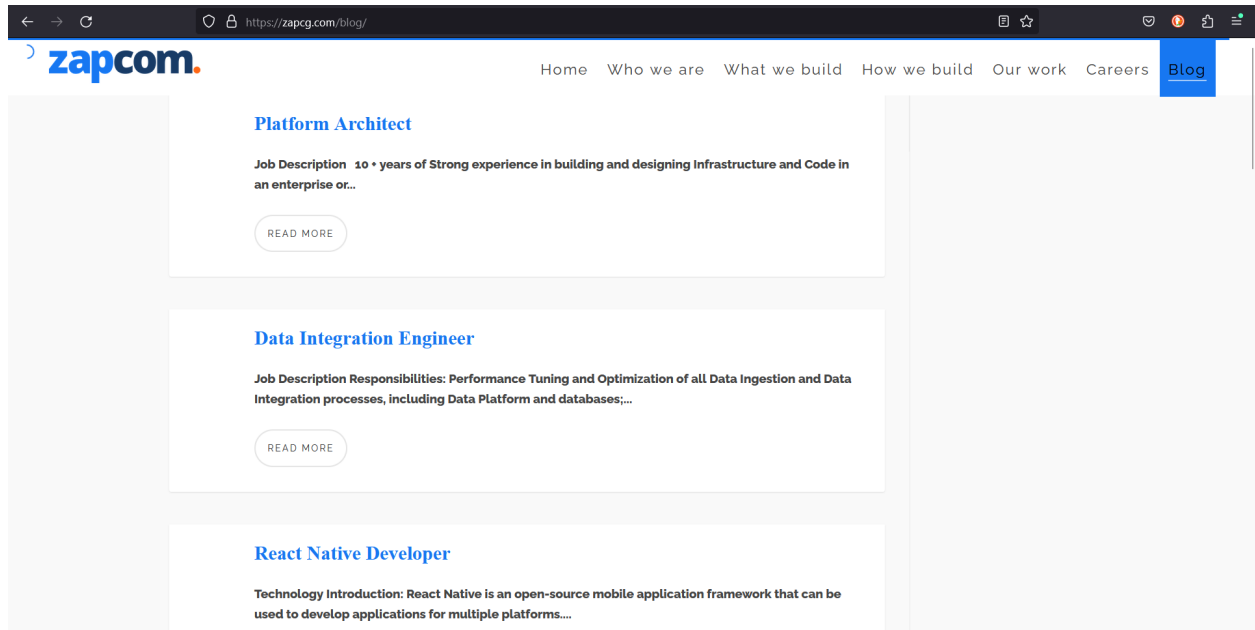 https://zapcg.com/blog/
zapcom.
Home Who we are What we build How we build Our work Careers Blog
Platform Architect
Job Description 10 + years of Strong experience in building and designing Infrastructure and Code in
an enterprise or...
READ MORE
Data Integration Engineer
Job Description Responsibilities: Performance Tuning and Optimization of all Data Ingestion and Data
Integration processes, including Data Platform and databases;...
READ MORE
React Native Developer
Technology Introduction: React Native is an open-source mobile application framework that can be
used to develop applications for multiple platforms....